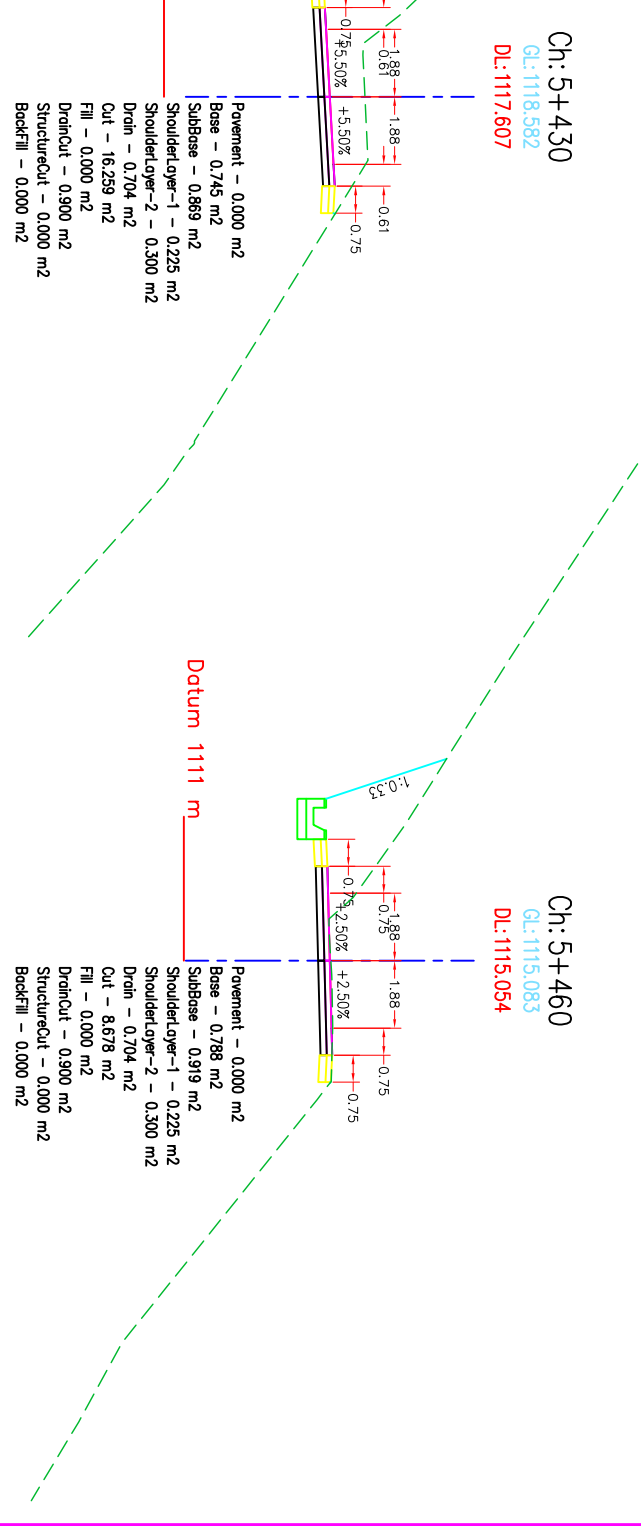 Ch: 5+430
GL:1118.582
DL:1117.607
1.88
1.88
0.61
0.61
0.75
0.75
+5.50%
+5.50%
Pavement - 0.000 m2
Base - 0.745 m2
SubBase - 0.869 m2
ShoulderLayer-1 - 0.225 m2
ShoulderLayer-2 - 0.300 m2
Drain - 0.704 m2
Cut - 16.259 m2
Fill - 0.000 m2
DrainCut - 0.900 m2
StructureCut - 0.000 m2
BackFill - 0.000 m2
Ch: 5+460
GL:1115.083
DL:1115.054
1:0.33
1.88
1.88
0.75
0.75
0.75
0.75
+2.50%
+2.50%
Datum 1111 m
Pavement - 0.000 m2
Base - 0.788 m2
SubBase - 0.919 m2
ShoulderLayer-1 - 0.225 m2
ShoulderLayer-2 - 0.300 m2
Drain - 0.704 m2
Cut - 8.678 m2
Fill - 0.000 m2
DrainCut - 0.900 m2
StructureCut - 0.000 m2
BackFill - 0.000 m2